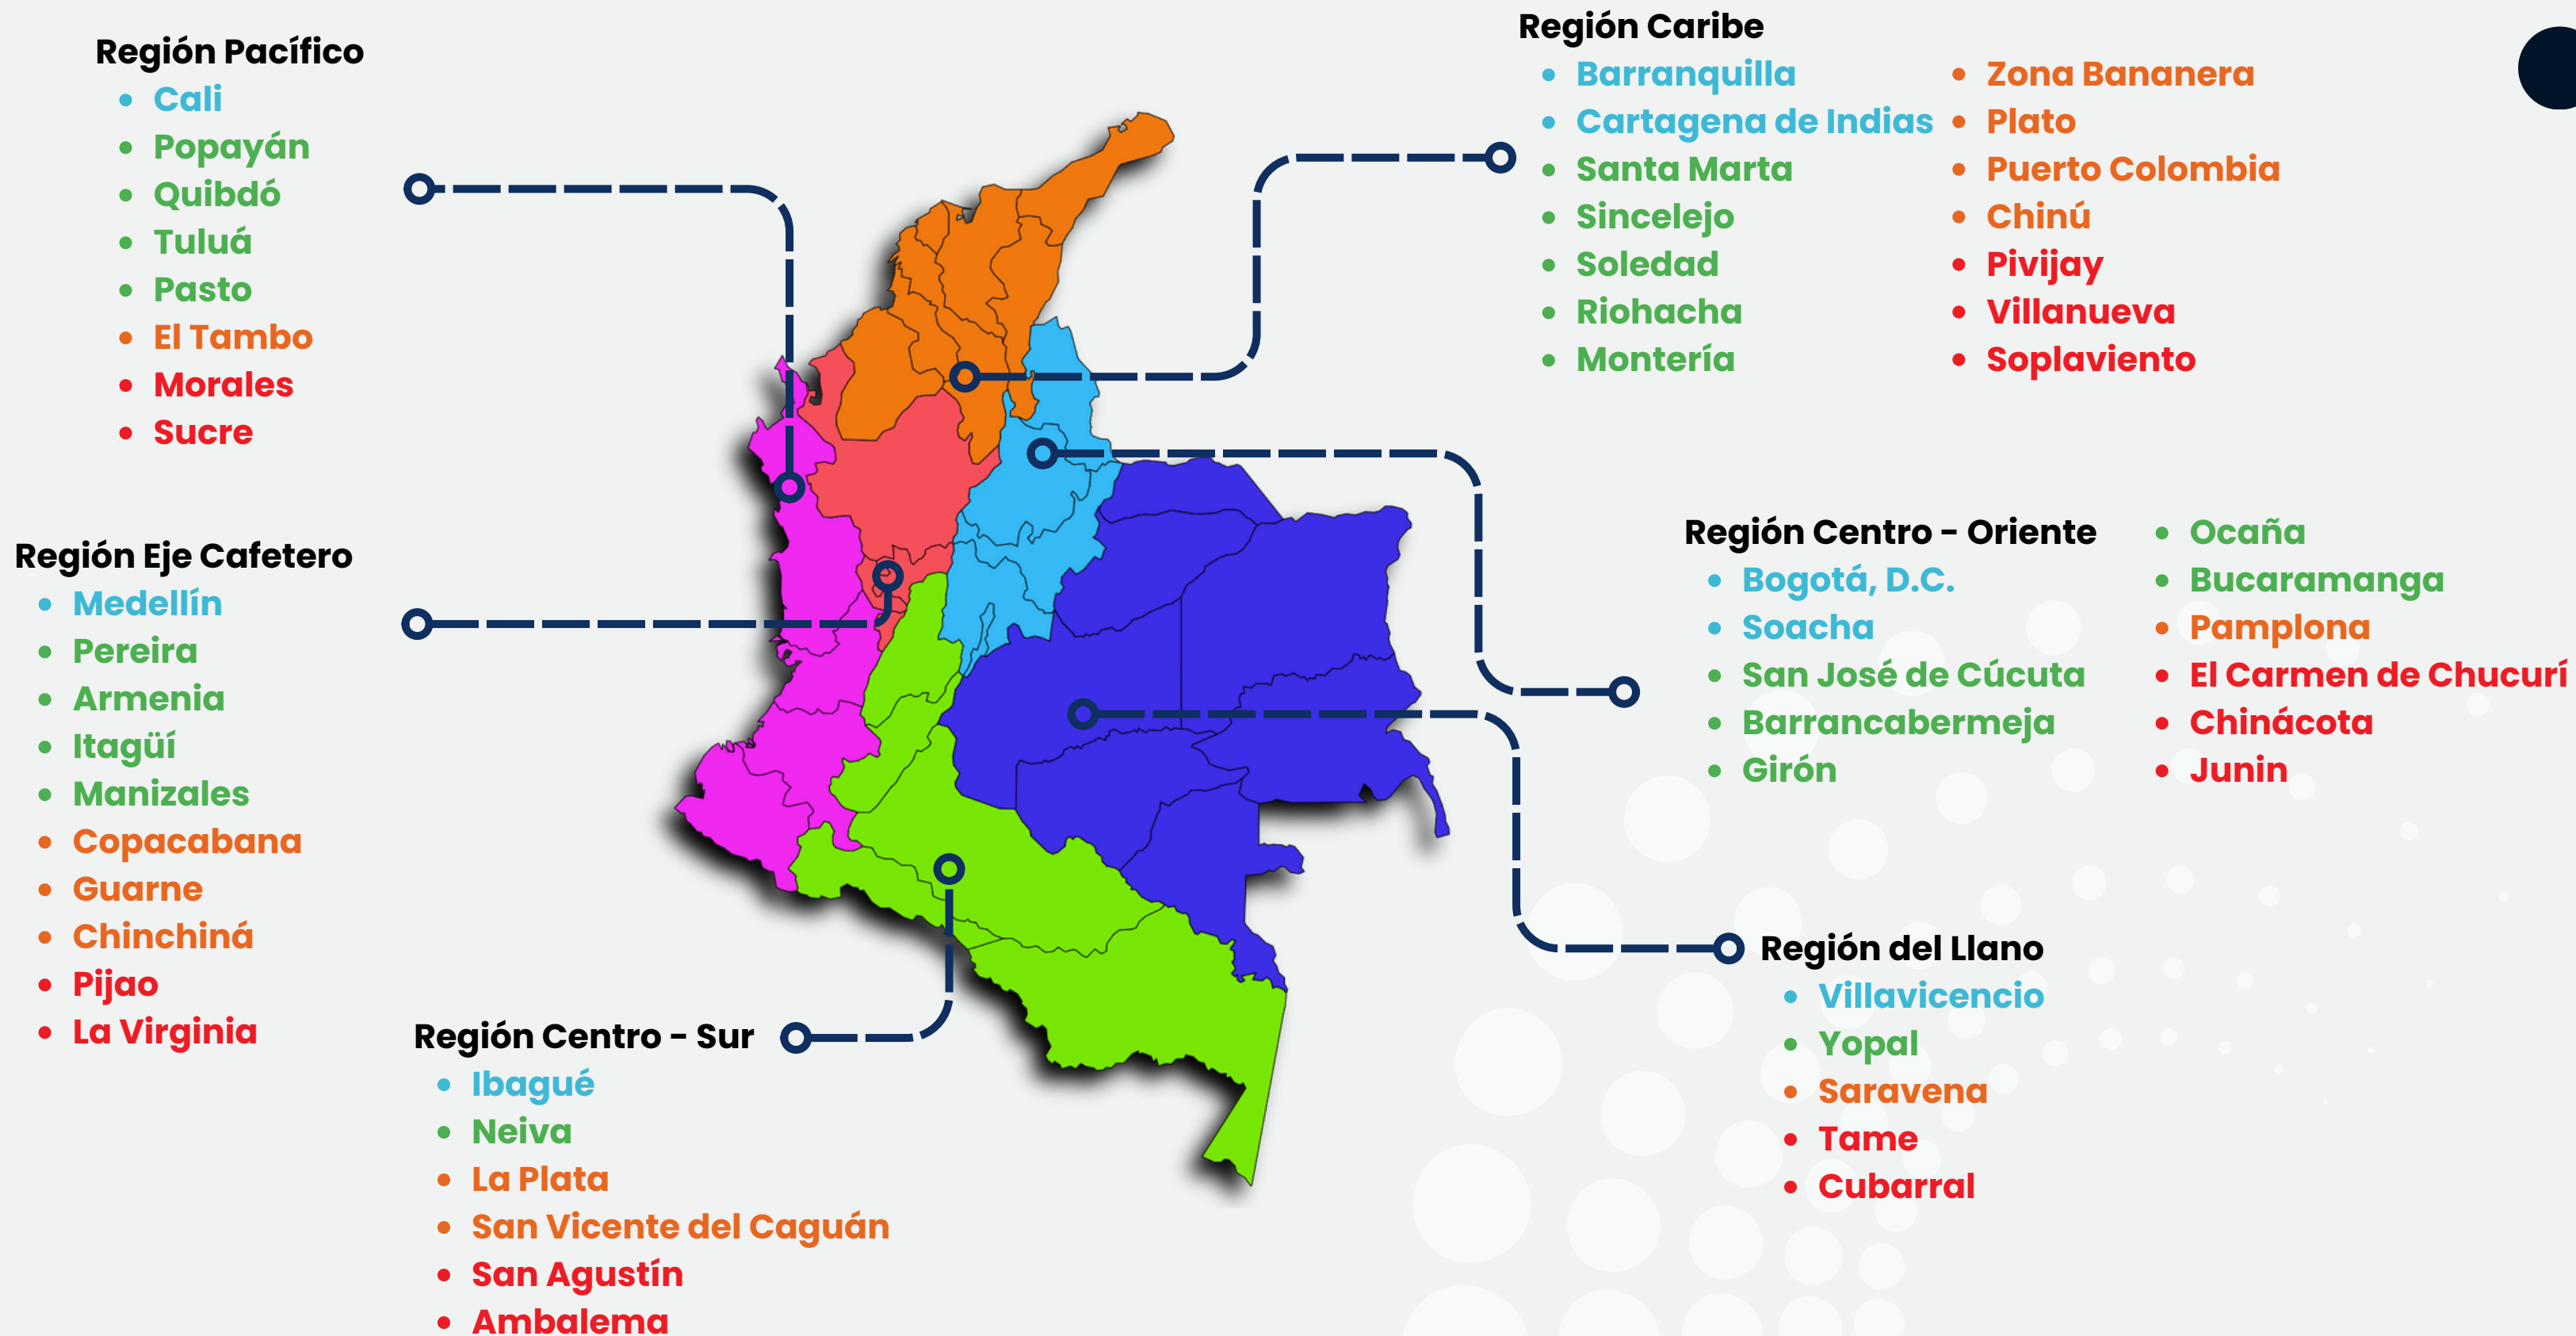 Región Pacífico
Cali
Popayán
Quibdó
Tuluá
Pasto
El Tambo
Morales
Sucre
Región Eje Cafetero
Medellín
Pereira
Armenia
Itagüí
Manizales
Copacabana
Guarne
Chinchiná
Pijao
La Virginia
Región Centro - Sur
Ibagué
Neiva
La Plata
San Vicente del Caguán
San Agustín
Ambalema
Región Caribe
Barranquilla
Cartagena de Indias
Santa Marta
Sincelejo
Soledad
Riohacha
Montería
Zona Bananera
Plato
Puerto Colombia
Chinú
Pivijay
Villanueva
Soplaviento
Región Centro - Oriente
Bogotá, D.C.
Soacha
San José de Cúcuta
Barrancabermeja
Girón
Ocaña
Bucaramanga
Pamplona
El Carmen de Chucurí
Chinácota
Junin
Región del Llano
Villavicencio
Yopal
Saravena
Tame
Cubarral